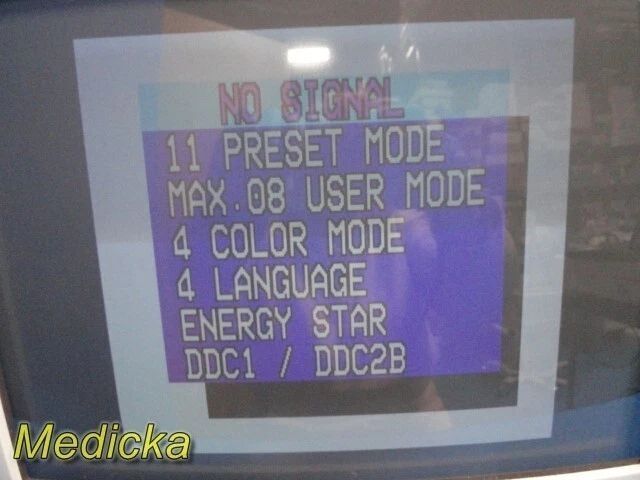 NO SIGNAL
11 PRESET MODE
MAX.08 USER MODE
4 COLOR MODE
4 LANGUAGE
ENERGY STAR
DDC1 / DDC2B
Medicka